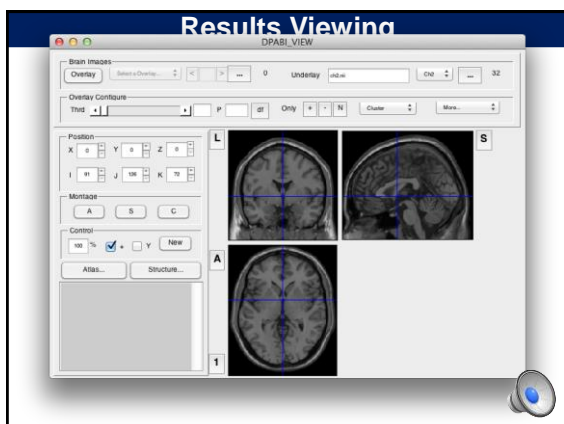 Results Viewing
DPABI_VIEW
Brain Images
Overlay Select a Overlay... < > ... 0 Underlay ch2.nii Ch2 ... 32
Overlay Configure
Thrd P df Only + - N Cluster More...
Position
X 0 Y 0 Z 0
I 91 J 126 K 72
Montage
A S C
Control
100 % + Y New
Atlas... Structure...
L
S
A
1